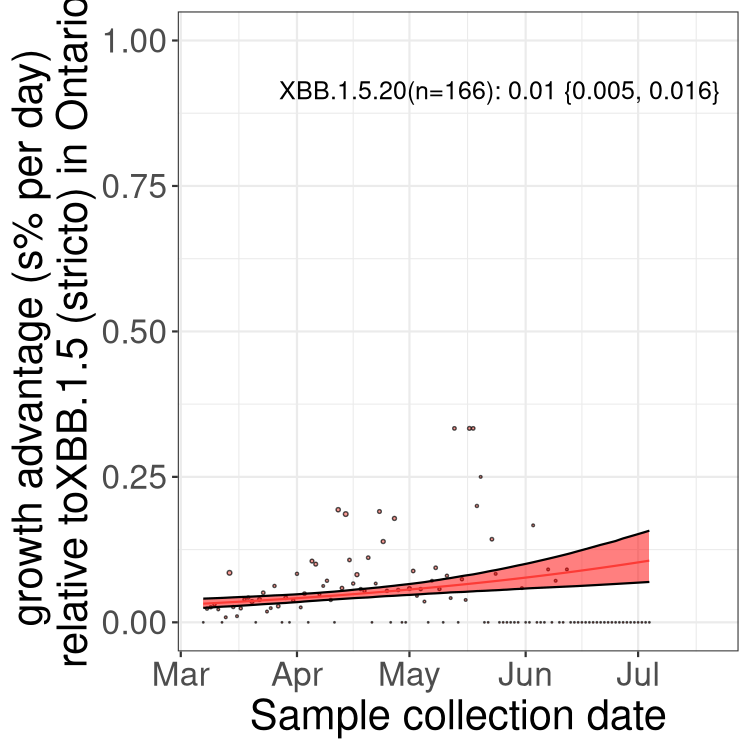 growth advantage (s% per day)
relative toXBB.1.5 (stricto) in Ontario
1.00
0.75
0.50
0.25
0.00
XBB.1.5.20(n=166): 0.01 {0.005, 0.016}
Mar Apr May Jun Jul
Sample collection date